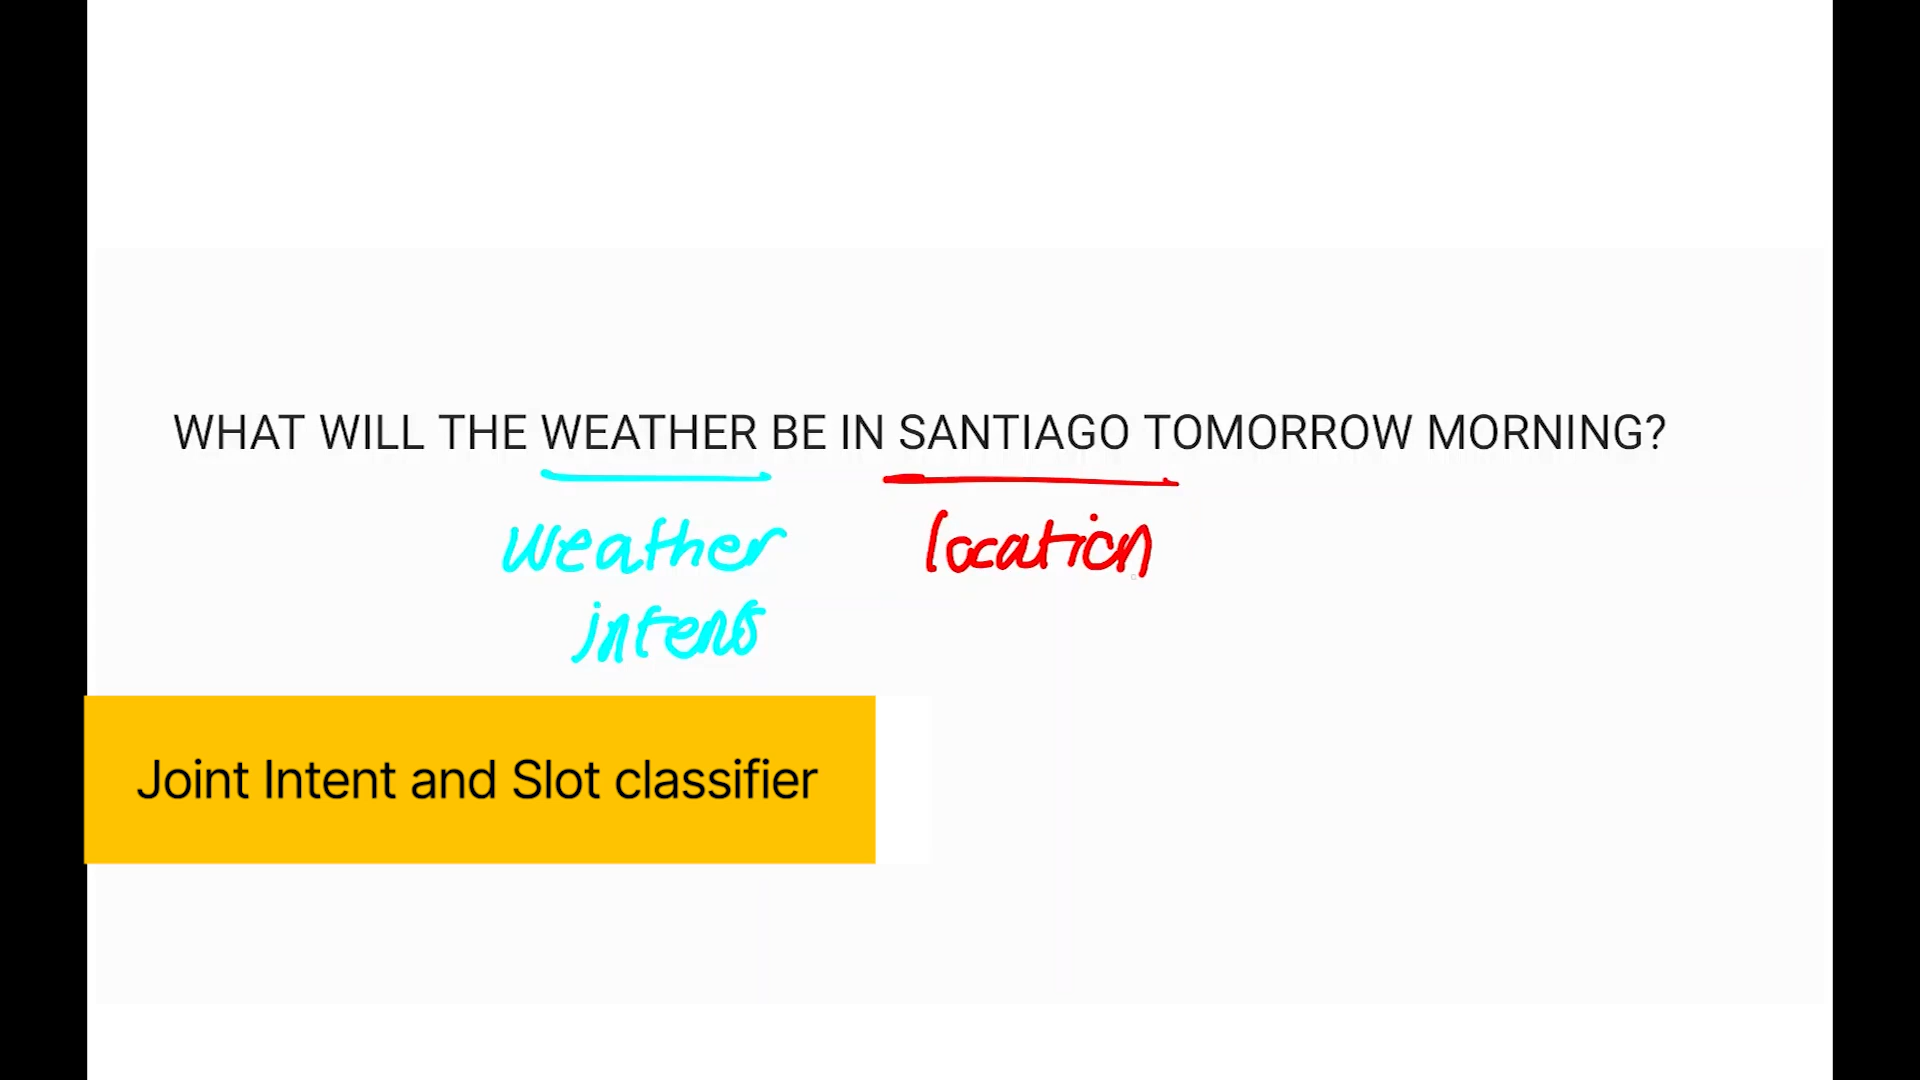 WHAT WILL THE WEATHER BE IN SANTIAGO TOMORROW MORNING?
weather location
intent
Joint Intent and Slot classifier